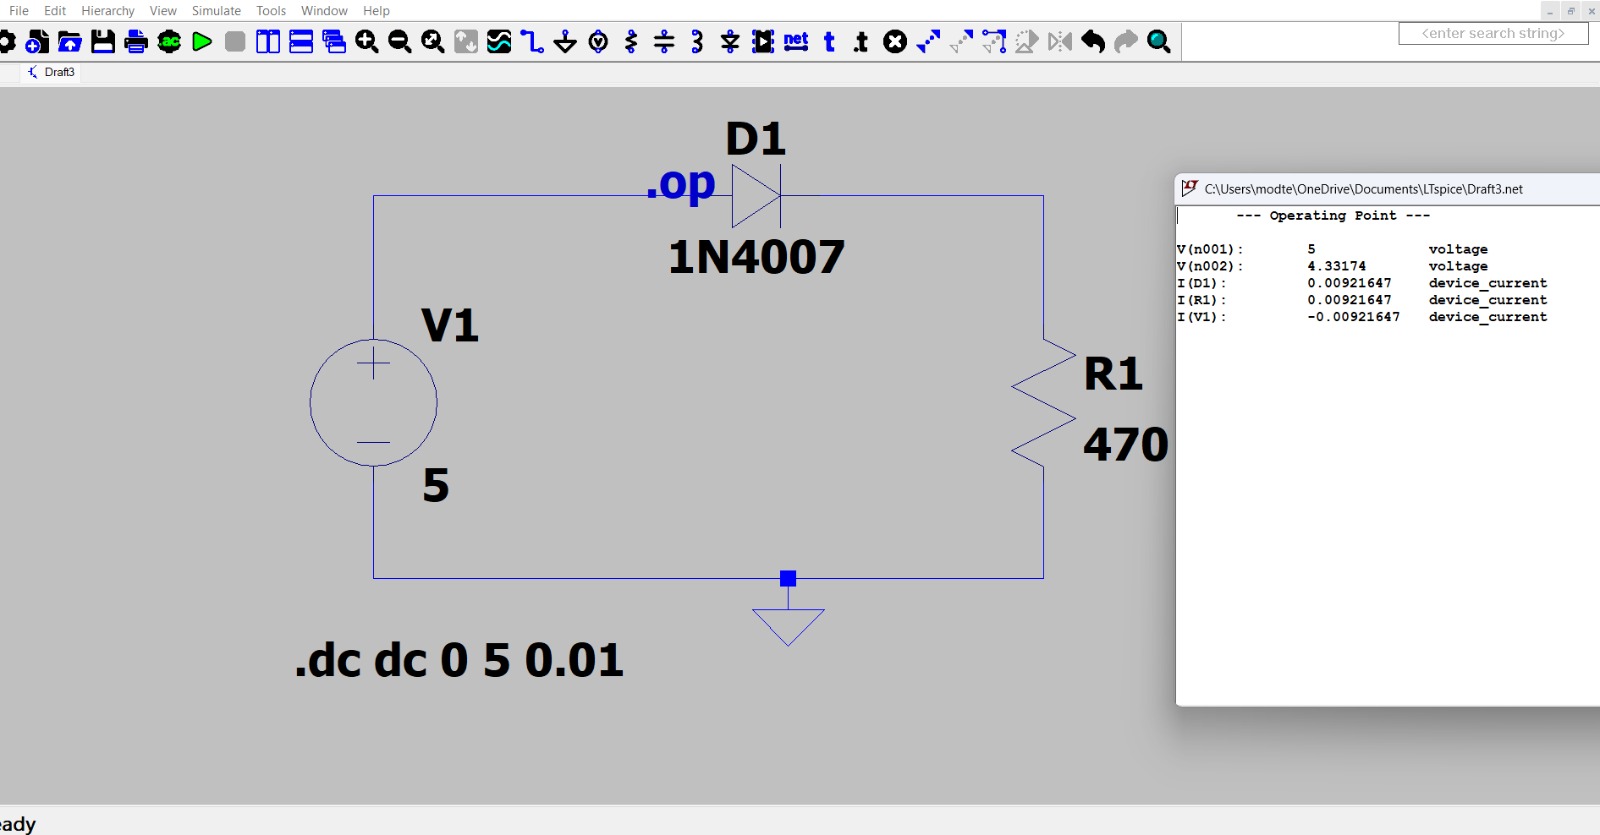 File Edit Hierarchy View Simulate Tools Window Help
ac net t .t <enter search string>
Draft3
D1
.op
1N4007
V1
5
R1
470
.dc dc 0 5 0.01
C:\Users\modte\OneDrive\Documents\LTspice\Draft3.net
--- Operating Point ---
V(n001): 5 voltage
V(n002): 4.33174 voltage
I(D1): 0.00921647 device_current
I(R1): 0.00921647 device_current
I(V1): -0.00921647 device_current
eady